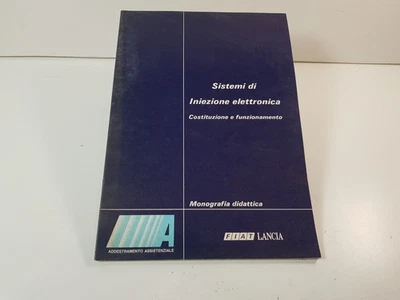 Sistemi di
Iniezione elettronica
Costituzione e funzionamento
Monografia didattica
A
ADDESTRAMENTO ASSISTENZIALE
FIAT LANCIA